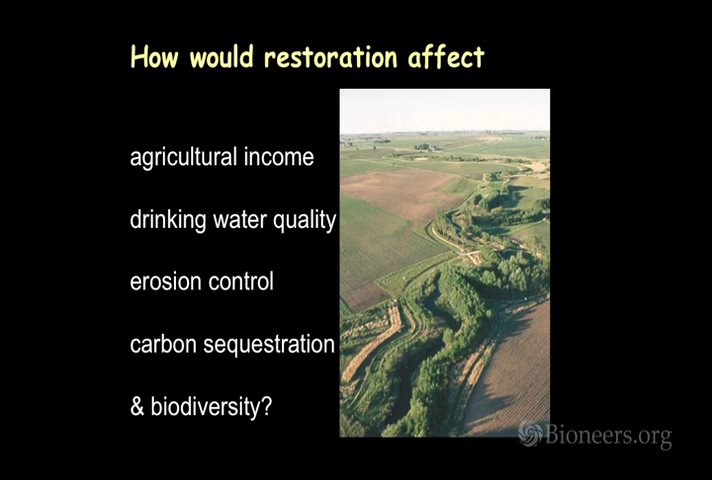 How would restoration affect
agricultural income
drinking water quality
erosion control
carbon sequestration
& biodiversity?
Bioneers.org